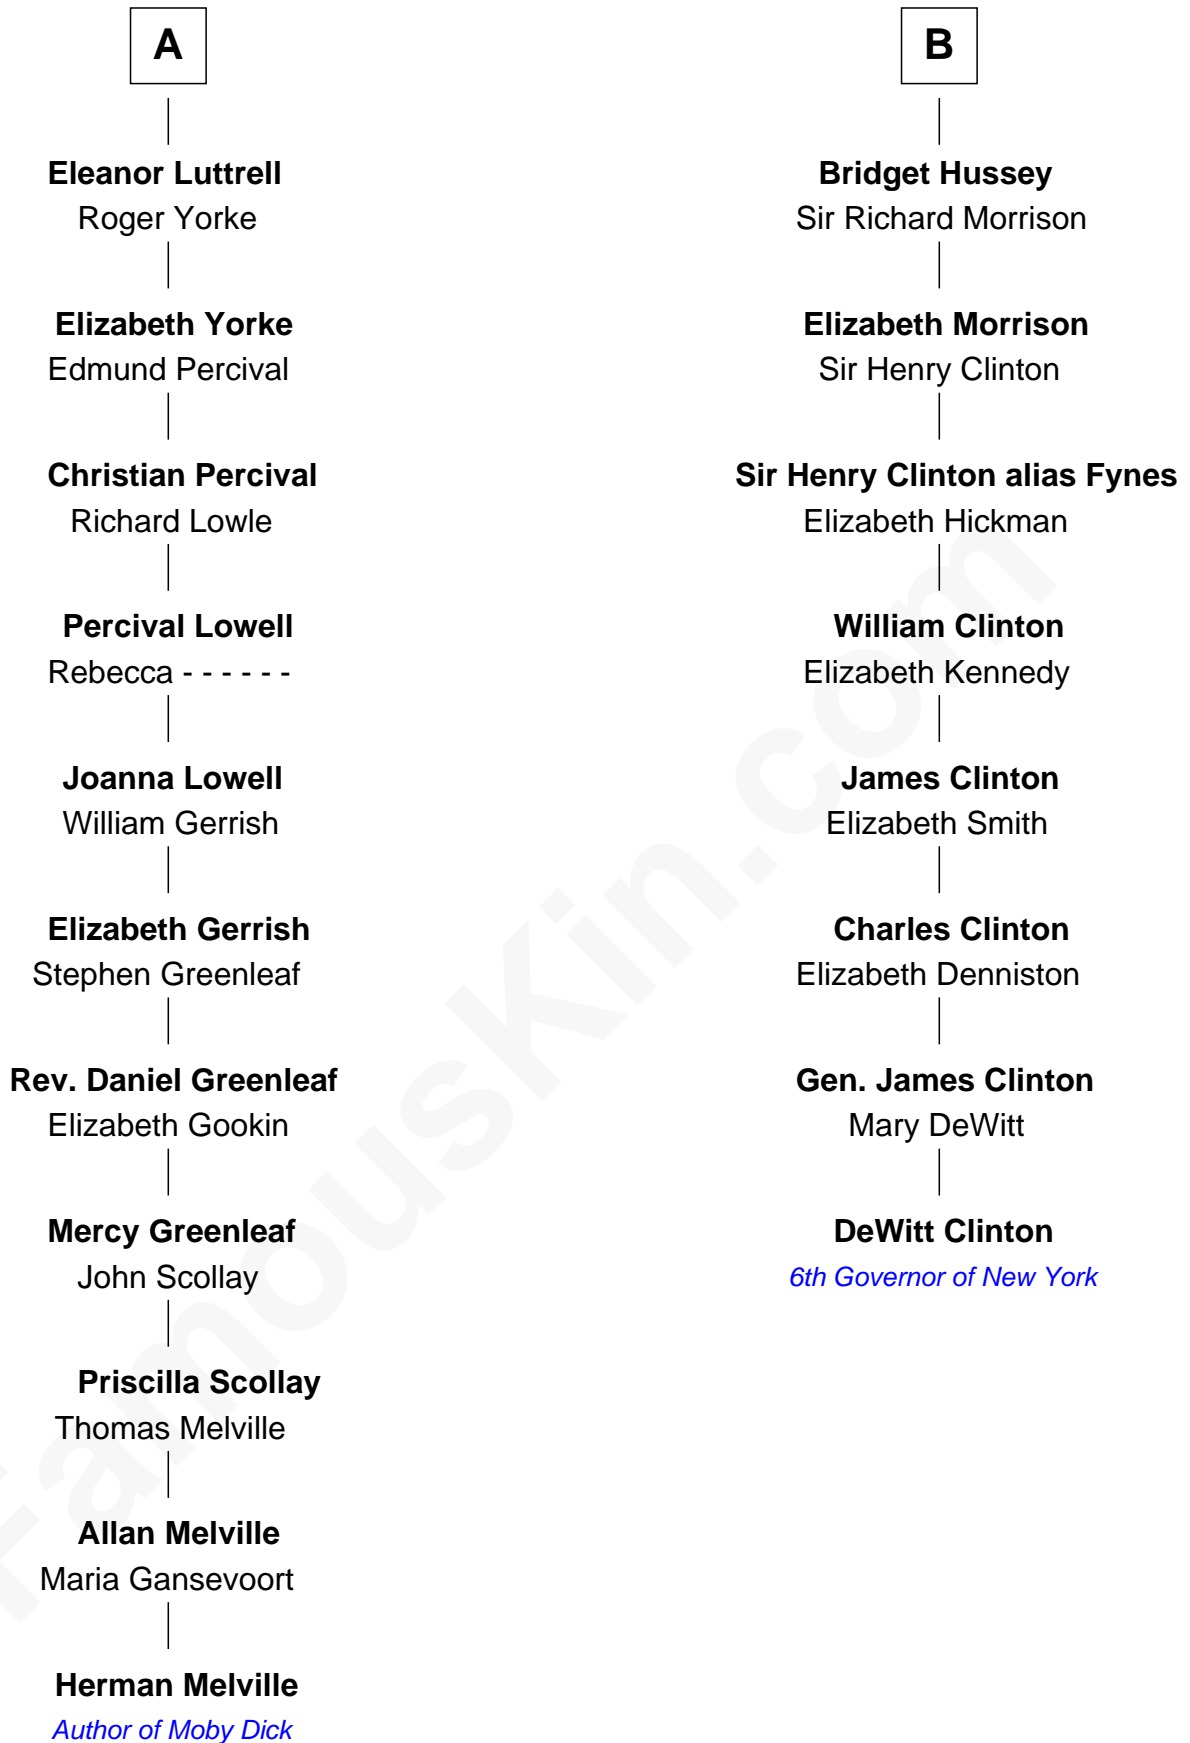 A
Eleanor Luttrell
Roger Yorke
Elizabeth Yorke
Edmund Percival
Christian Percival
Richard Lowle
Percival Lowell
Rebecca - - - - - -
Joanna Lowell
William Gerrish
Elizabeth Gerrish
Stephen Greenleaf
Rev. Daniel Greenleaf
Elizabeth Gookin
Mercy Greenleaf
John Scollay
Priscilla Scollay
Thomas Melville
Allan Melville
Maria Gansevoort
Herman Melville
Author of Moby Dick
B
Bridget Hussey
Sir Richard Morrison
Elizabeth Morrison
Sir Henry Clinton
Sir Henry Clinton alias Fynes
Elizabeth Hickman
William Clinton
Elizabeth Kennedy
James Clinton
Elizabeth Smith
Charles Clinton
Elizabeth Denniston
Gen. James Clinton
Mary DeWitt
DeWitt Clinton
6th Governor of New York
FamousKin.com